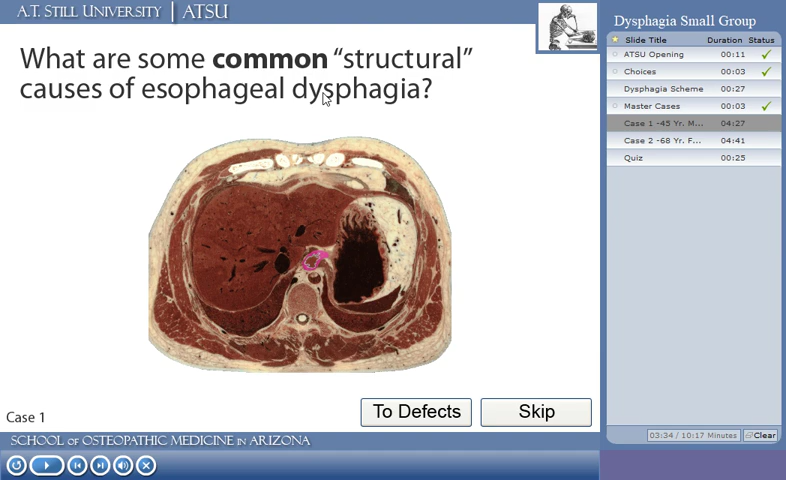 A.T. STILL UNIVERSITY | ATSU
What are some common “structural”
causes of esophageal dysphagia?
Case 1
To Defects
Skip
SCHOOL OF OSTEOPATHIC MEDICINE IN ARIZONA
Dysphagia Small Group
Slide Title Duration Status
ATSU Opening 00:11
Choices 00:03
Dysphagia Scheme 00:27
Master Cases 00:03
Case 1 -45 Yr. M... 04:27
Case 2 -68 Yr. F... 04:41
Quiz 00:25
03:34 / 10:17 Minutes
Clear